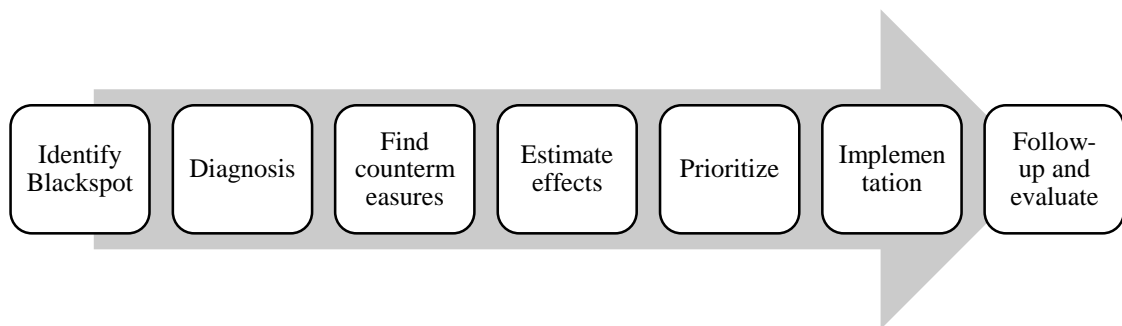 Identify
Blackspot
Diagnosis
Find
counterm
easures
Estimate
effects
Prioritize
Implemen
tation
Follow-
up and
evaluate